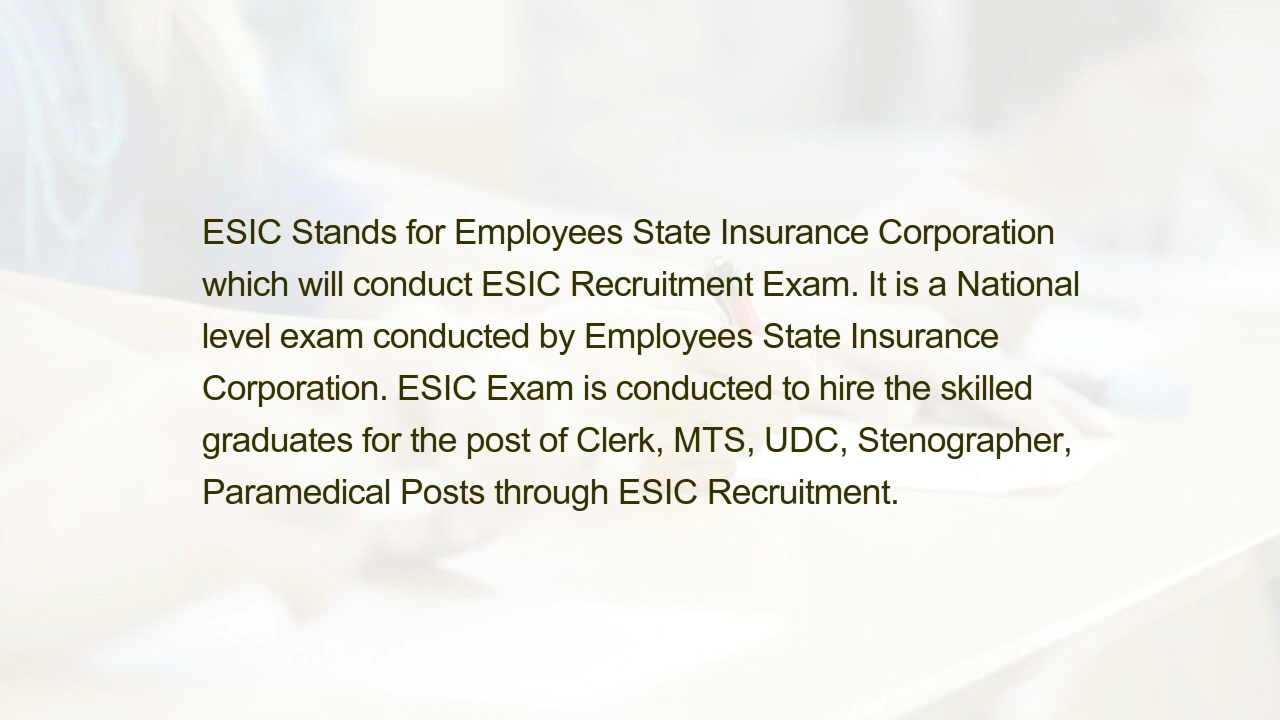 ESIC Stands for Employees State Insurance Corporation
which will conduct ESIC Recruitment Exam. It is a National
level exam conducted by Employees State Insurance
Corporation. ESIC Exam is conducted to hire the skilled
graduates for the post of Clerk, MTS, UDC, Stenographer,
Paramedical Posts through ESIC Recruitment.